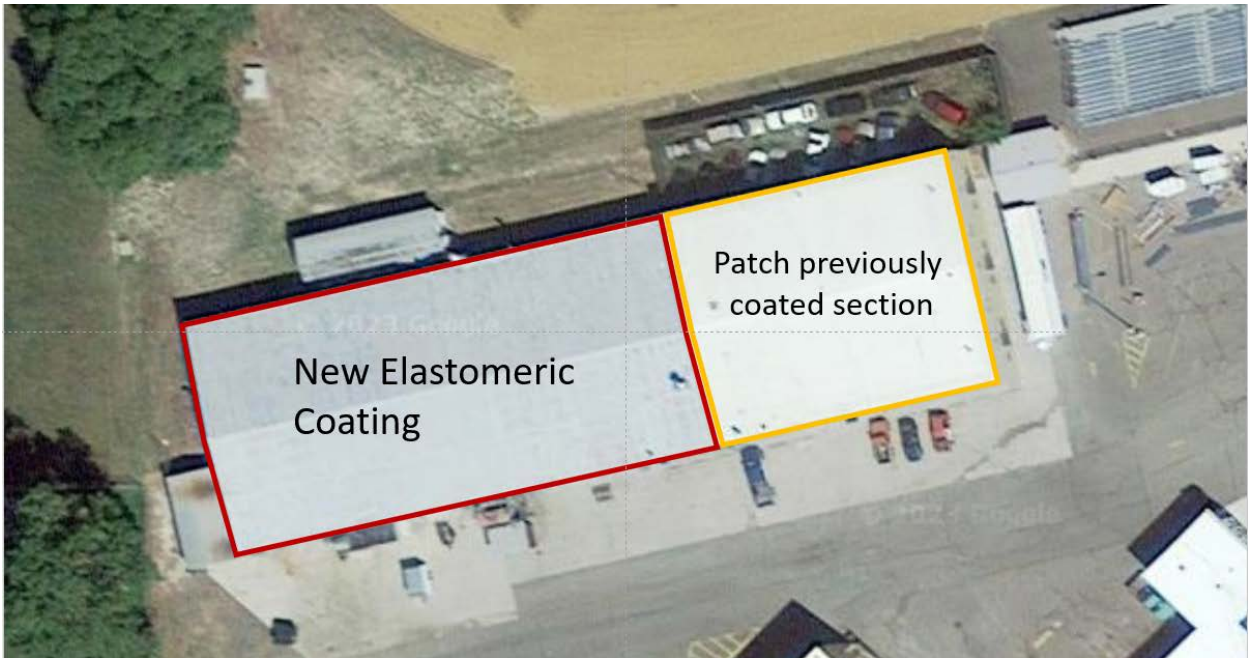 Patch previously
coated section
New Elastomeric
Coating